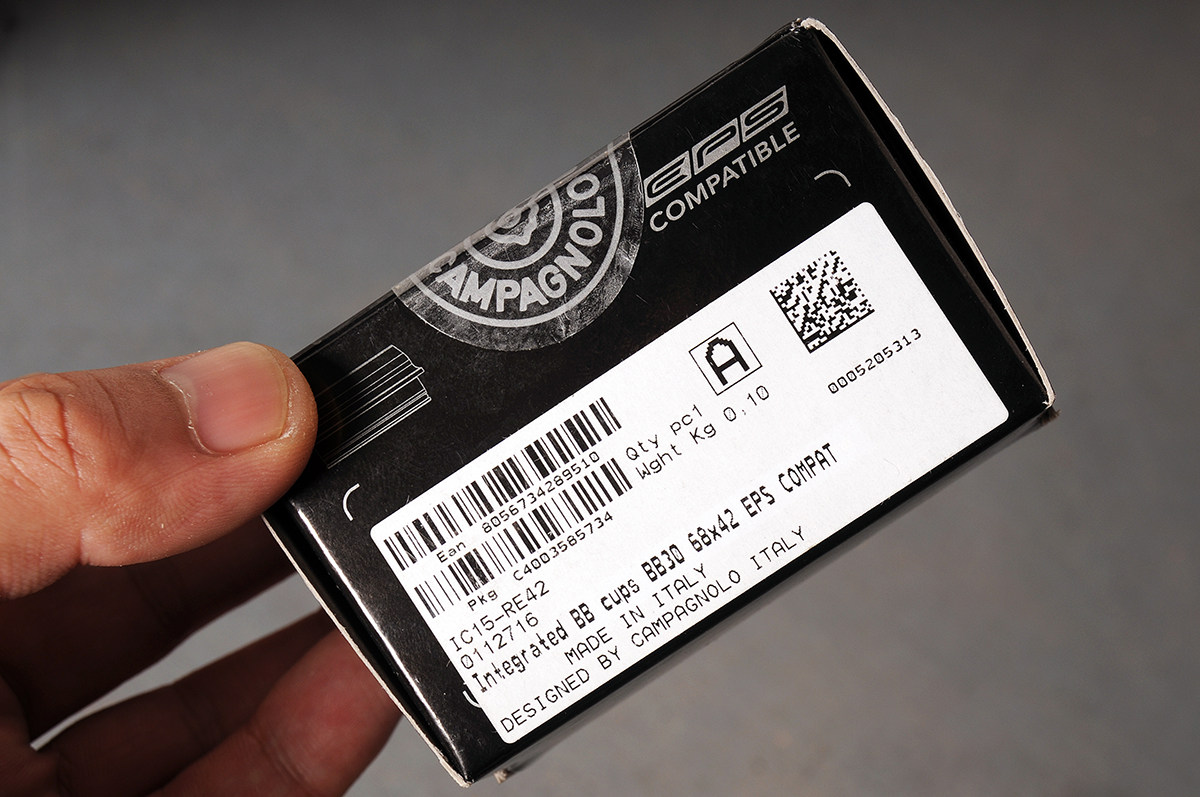 EPS
COMPATIBLE
CAMPAGNOLO
A
0005205313
Qty pc1
Wght Kg 0.10
Ean 8056734289510
Pkg C4003585734
IC15-RE42
0112716
Integrated BB cups BB30 68x42 EPS COMPAT
MADE IN ITALY
DESIGNED BY CAMPAGNOLO ITALY